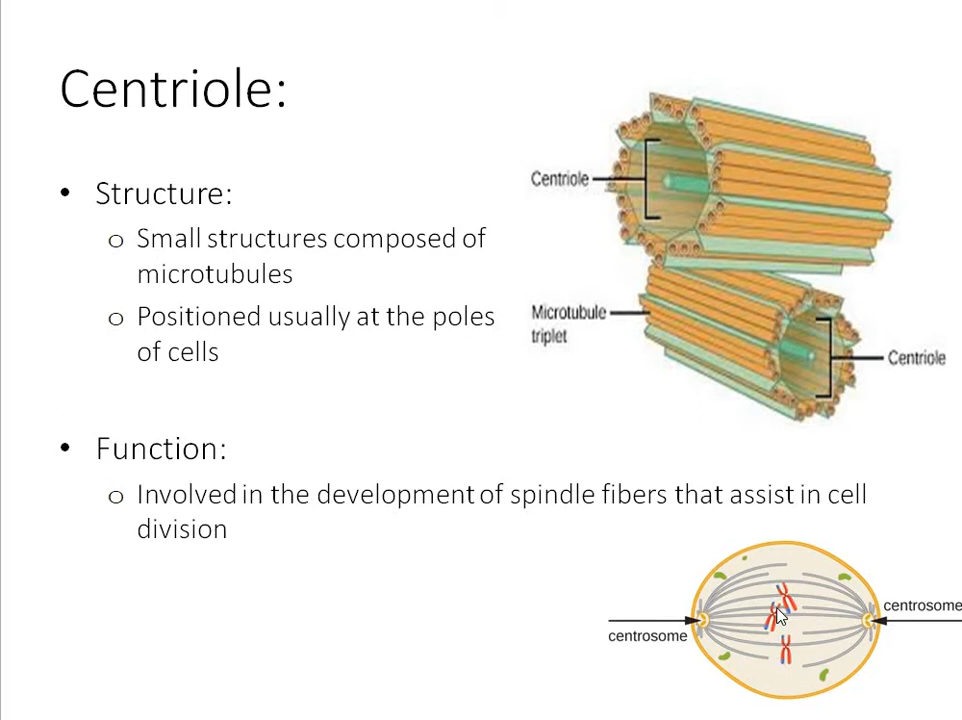 Centriole:
• Structure:
o Small structures composed of
microtubules
o Positioned usually at the poles
of cells
Centriole
Microtubule
triplet
Centriole
• Function:
o Involved in the development of spindle fibers that assist in cell
division
centrosome
centrosome